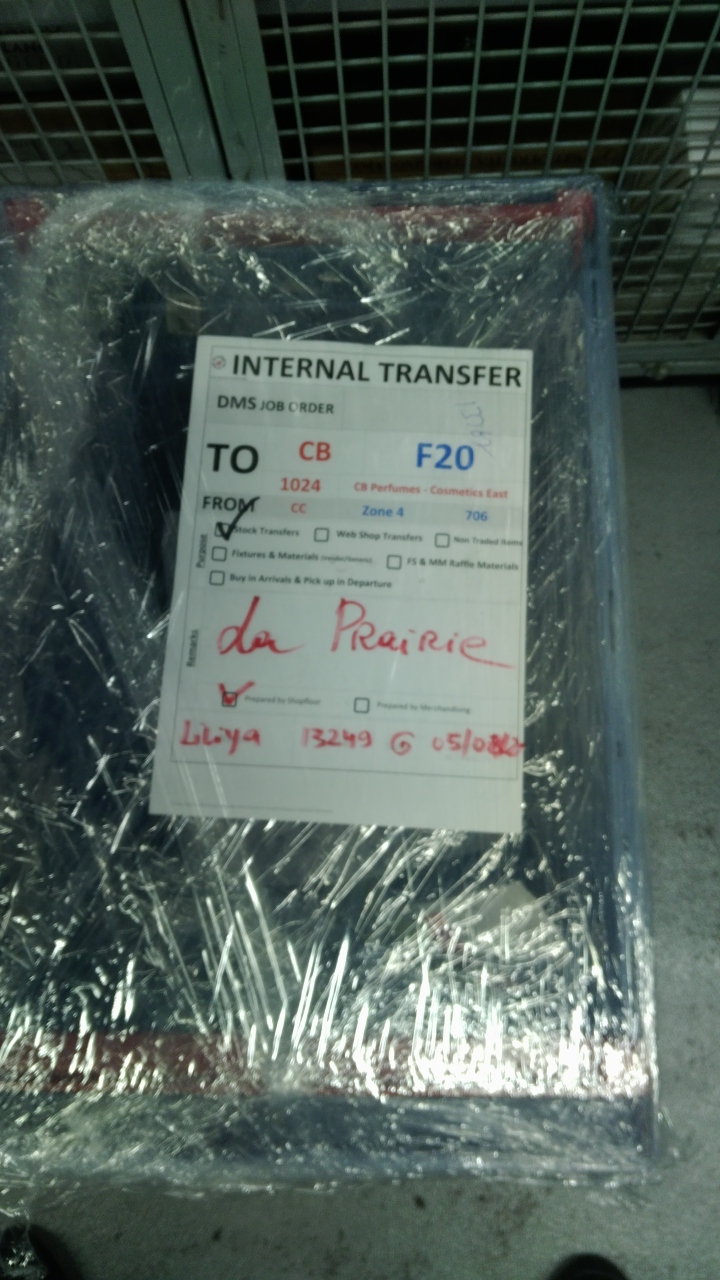 INTERNAL TRANSFER
DMS JOB ORDER
TO CB F20
1024 CB Perfumes - Cosmetics East
FROM CC Zone 4 706
Purpose
Stock Transfers Web Shop Transfers Non Traded Items
Fixtures & Materials FS & MM Raffle Materials
Buy in Arrivals & Pick up in Departure
Remarks
La Prairie
Prepared by Shopfloor Prepared by Merchandising
Liliya 13249 G